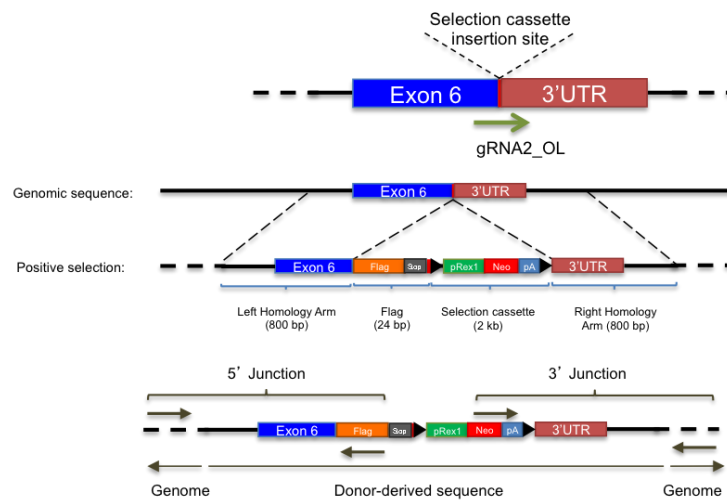 Selection cassette
insertion site
Exon 6 3'UTR
gRNA2_OL
Genomic sequence: Exon 6 3'UTR
Positive selection: Exon 6 Flag Stop pRex1 Neo pA 3'UTR
Left Homology Arm Flag Selection cassette Right Homology
(800 bp) (24 bp) (2 kb) Arm (800 bp)
5' Junction 3' Junction
Exon 6 Flag Stop pRex1 Neo pA 3'UTR
Genome Donor-derived sequence Genome